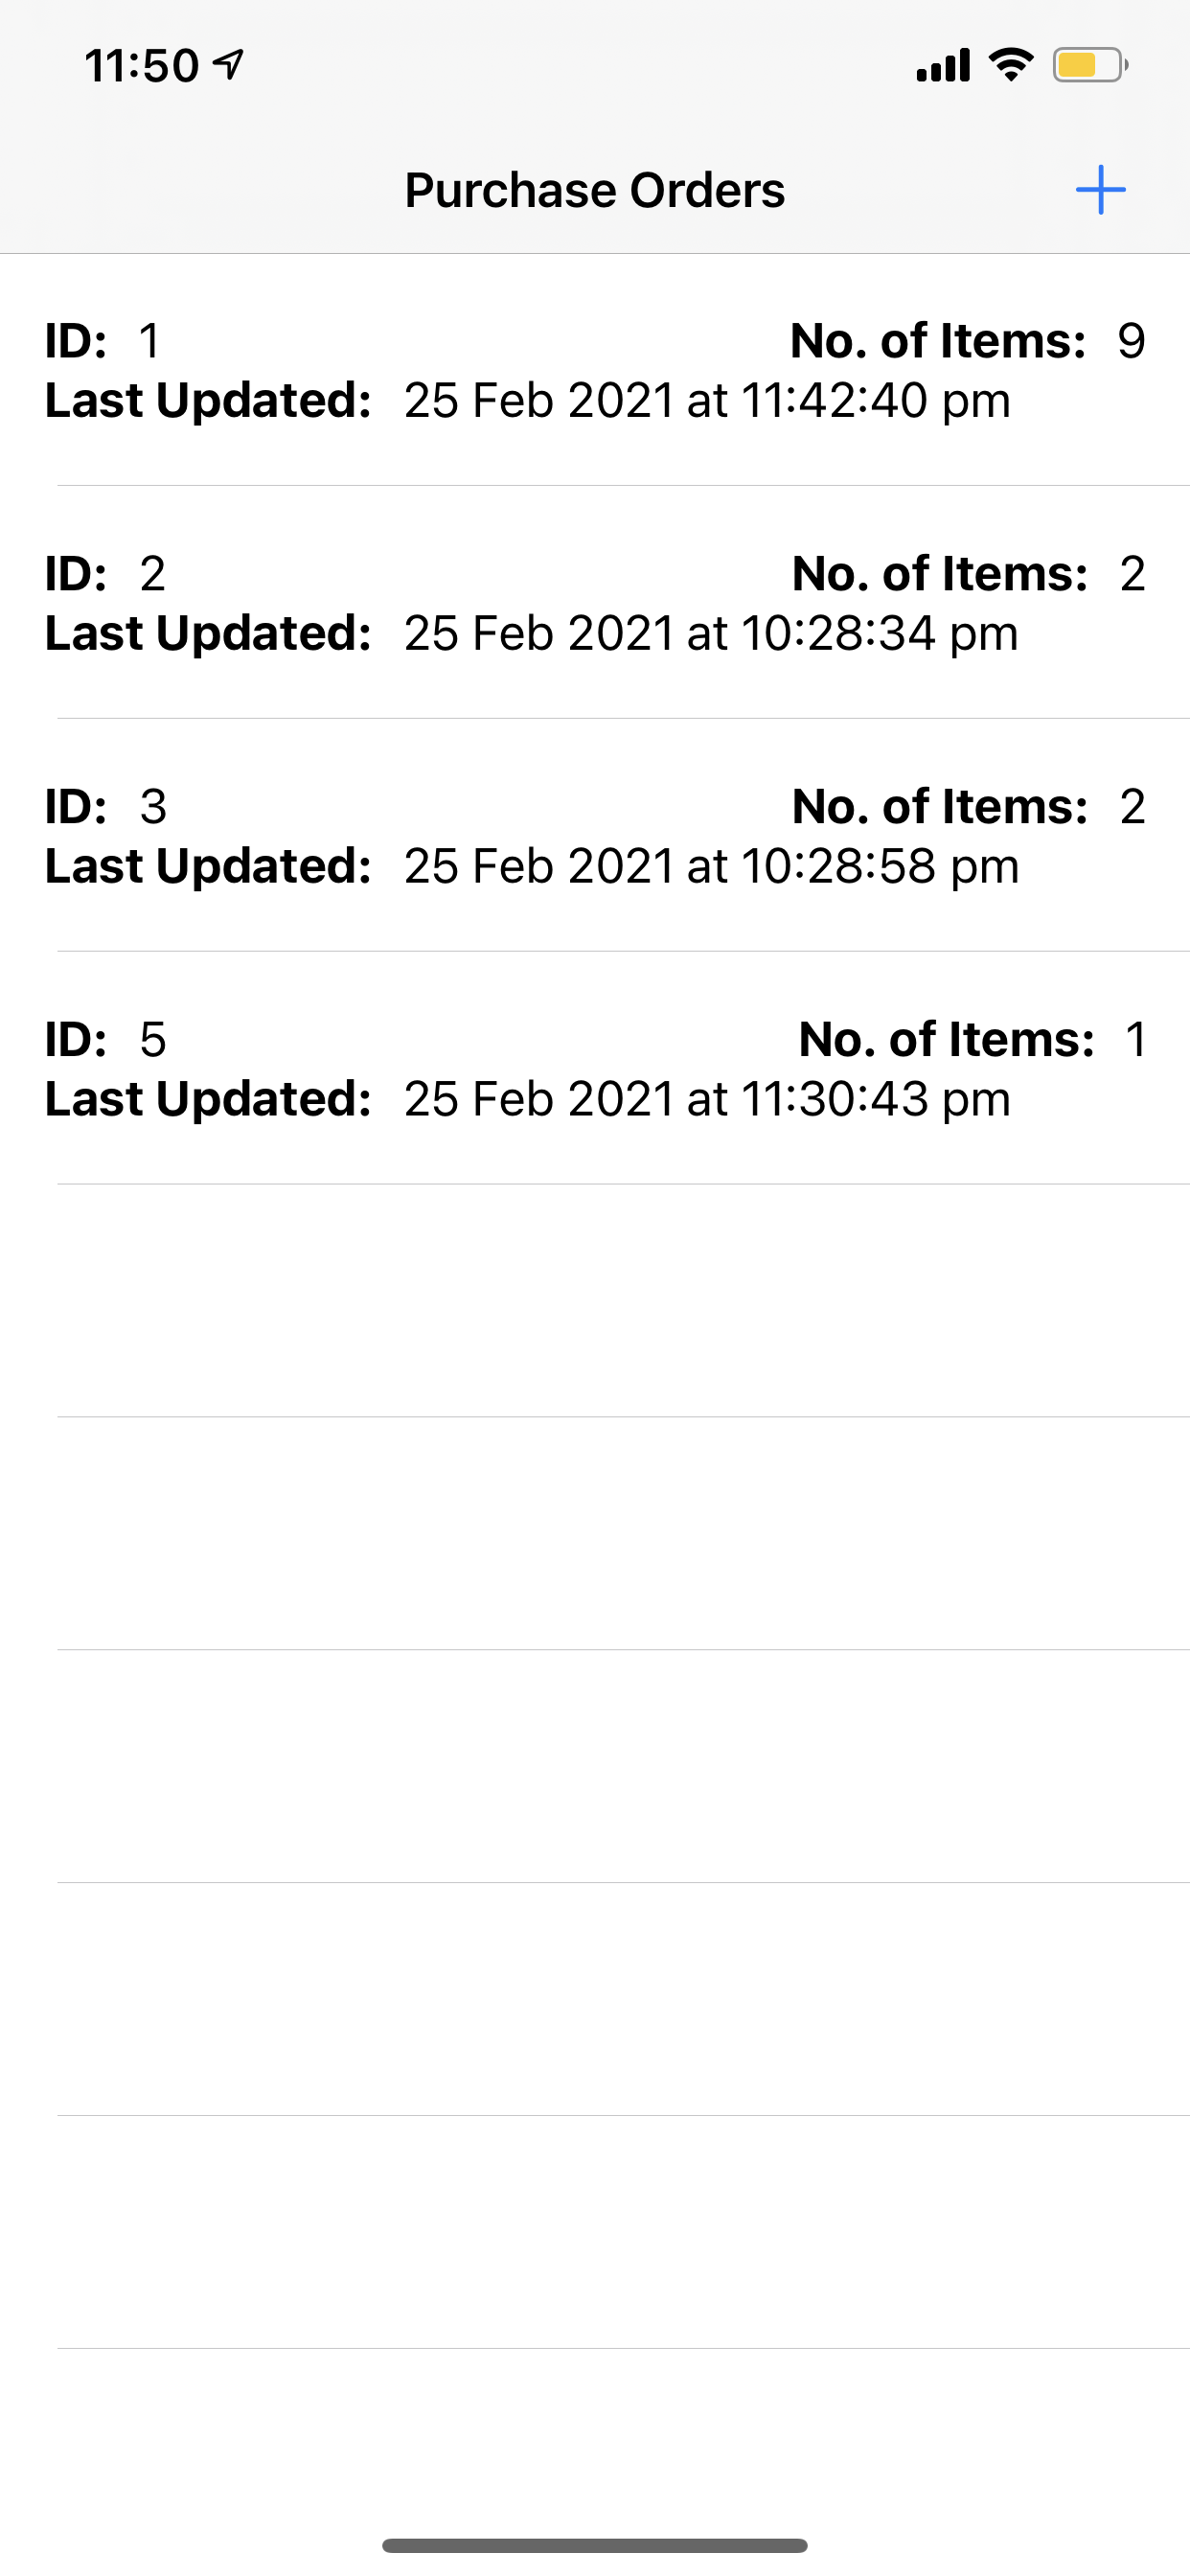 11:50
Purchase Orders
ID: 1 No. of Items: 9
Last Updated: 25 Feb 2021 at 11:42:40 pm
ID: 2 No. of Items: 2
Last Updated: 25 Feb 2021 at 10:28:34 pm
ID: 3 No. of Items: 2
Last Updated: 25 Feb 2021 at 10:28:58 pm
ID: 5 No. of Items: 1
Last Updated: 25 Feb 2021 at 11:30:43 pm